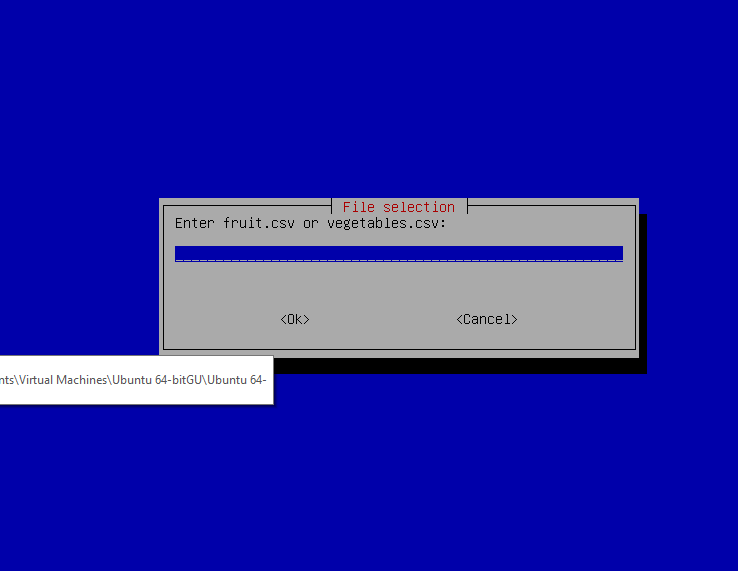 File selection
Enter fruit.csv or vegetables.csv:
<Ok> <Cancel>
nts\Virtual Machines\Ubuntu 64-bitGU\Ubuntu 64-